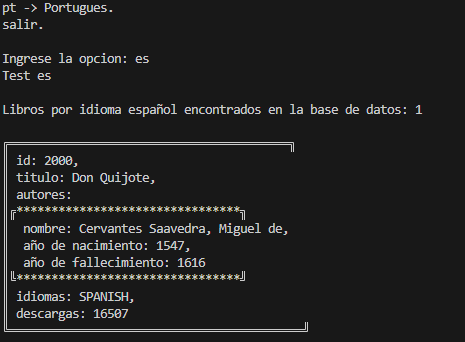 pt -> Portugues.
salir.
Ingrese la opcion: es
Test es
Libros por idioma español encontrados en la base de datos: 1
╔═══════════════════════════════════╗
id: 2000,
titulo: Don Quijote,
autores:
╔********************************╗
nombre: Cervantes Saavedra, Miguel de,
año de nacimiento: 1547,
año de fallecimiento: 1616
╚********************************╝
idiomas: SPANISH,
descargas: 16507
╚═════════════════════════════════════╝